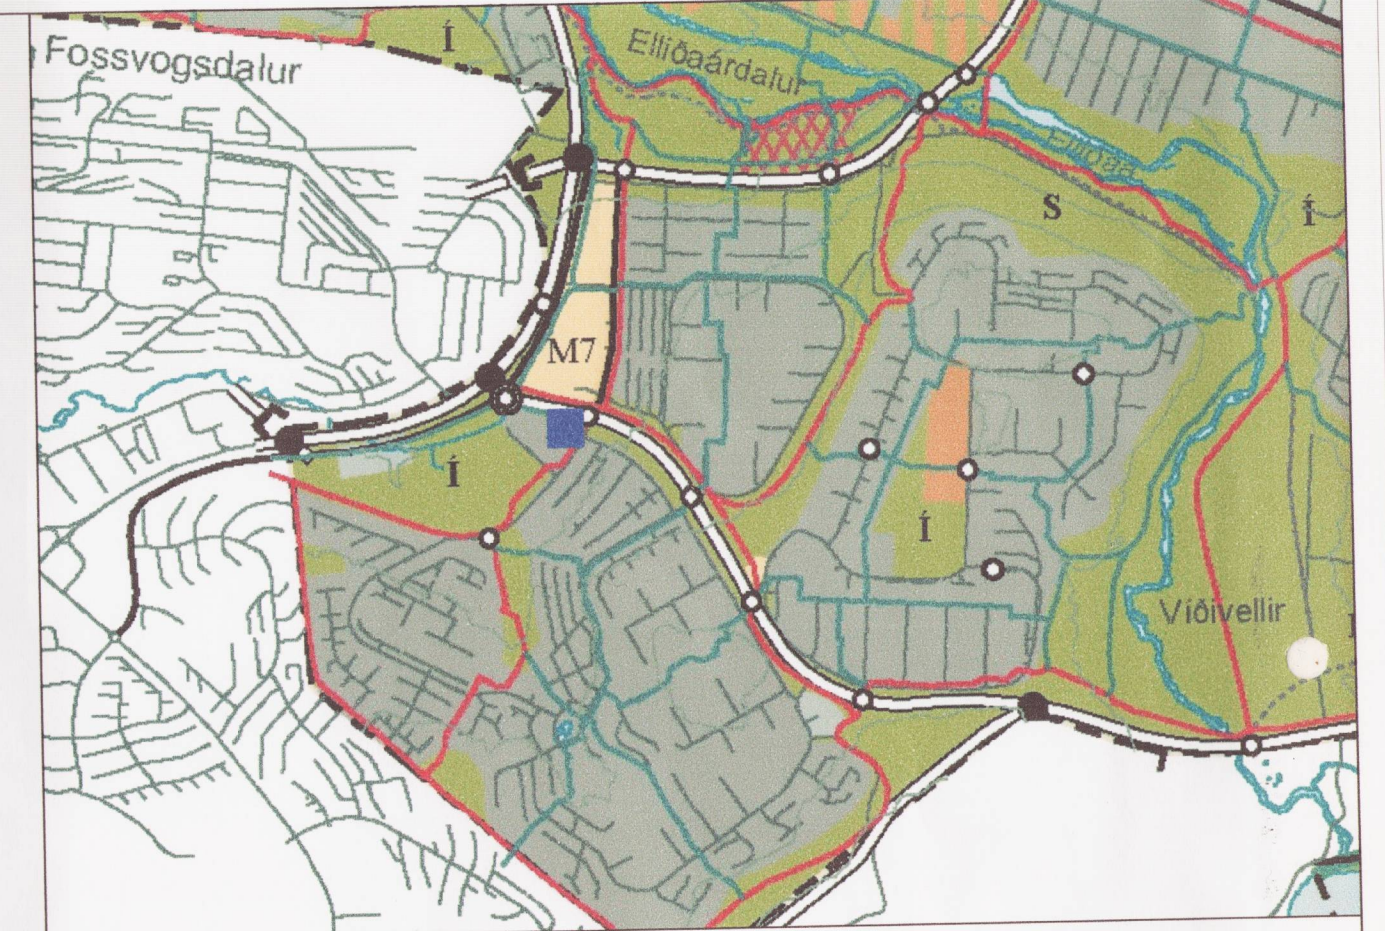 Í
Fossvogsdalur
Elliðaárdalur
Elliðaá
S
Í
M7
Í
Í
Víðivellir